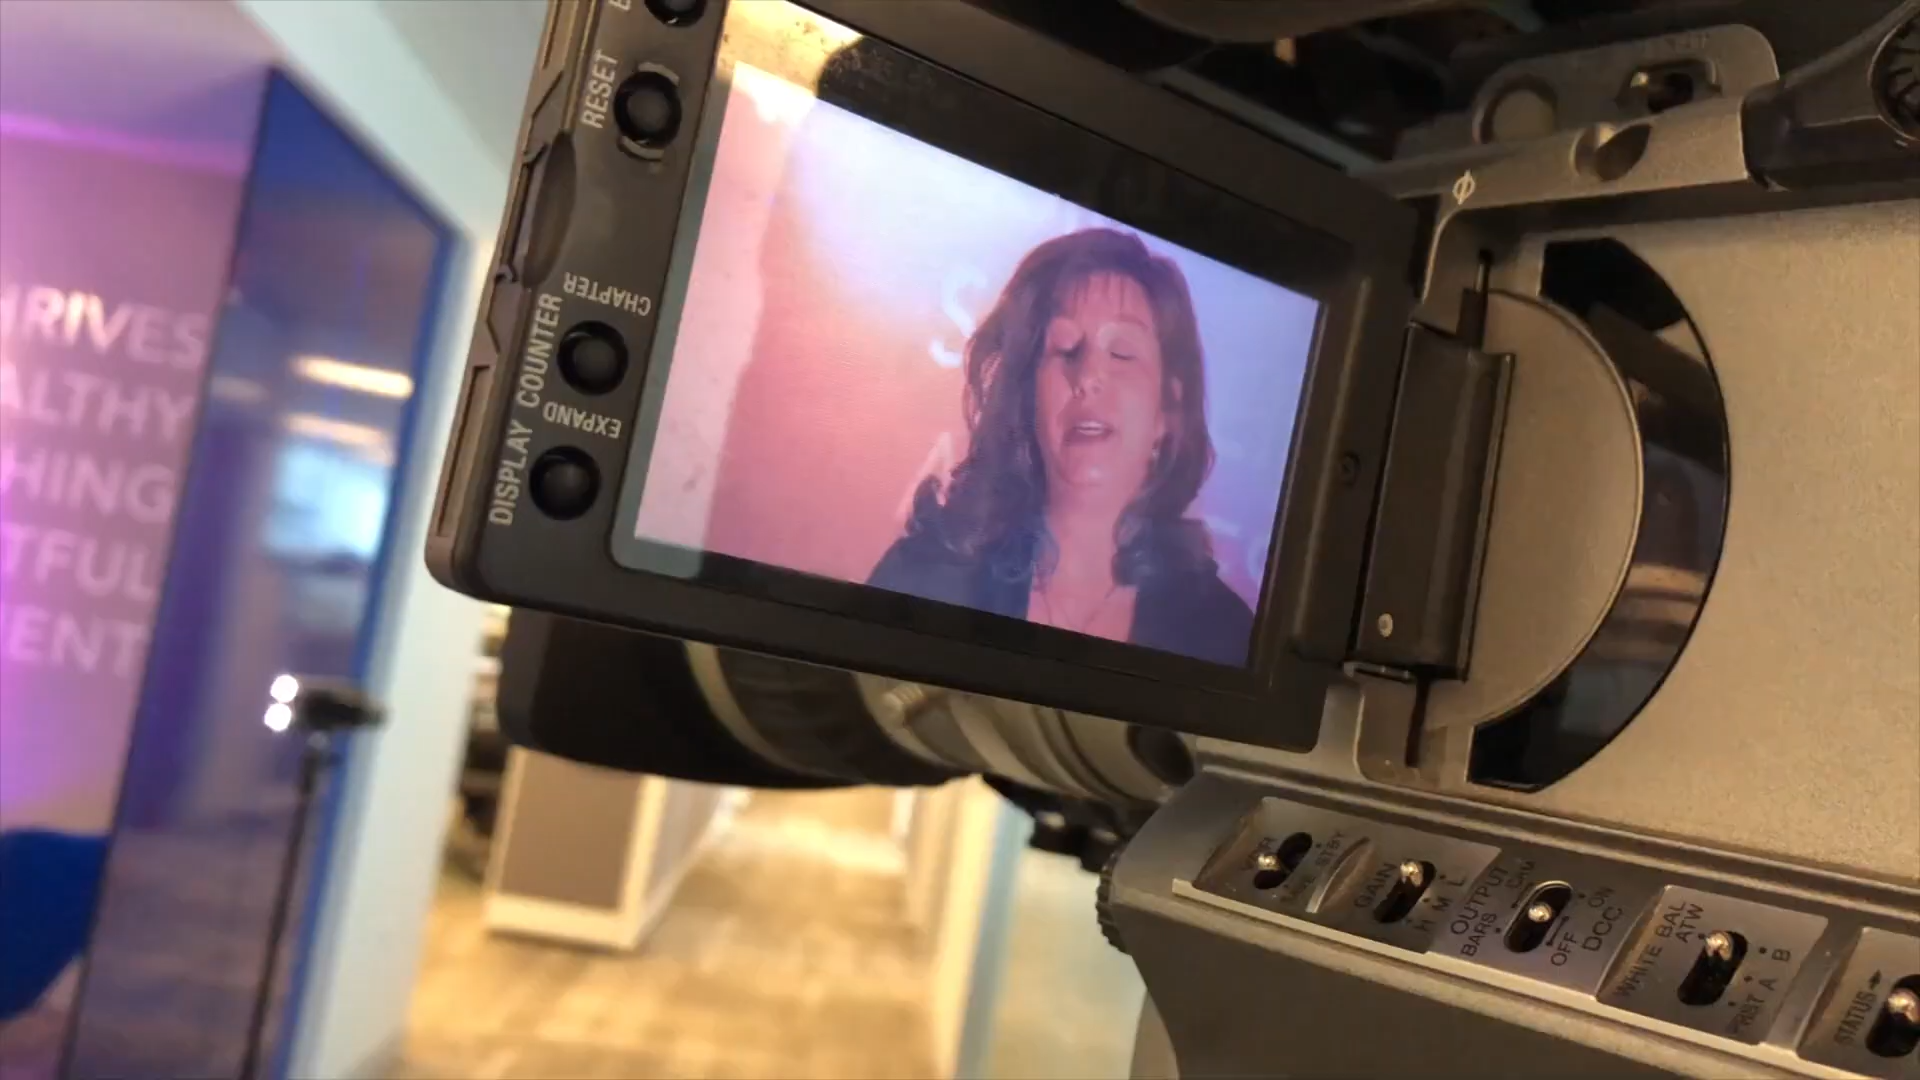 RIVES
ALTHY
HING
TFUL
ENT
RESET
CHAPTER
DISPLAY COUNTER
EXPAND
S
GAIN
H M L
OUTPUT
BARS
CAM
OFF
ON
DCC
WHITE BAL
ATW
PRST A B
STATUS